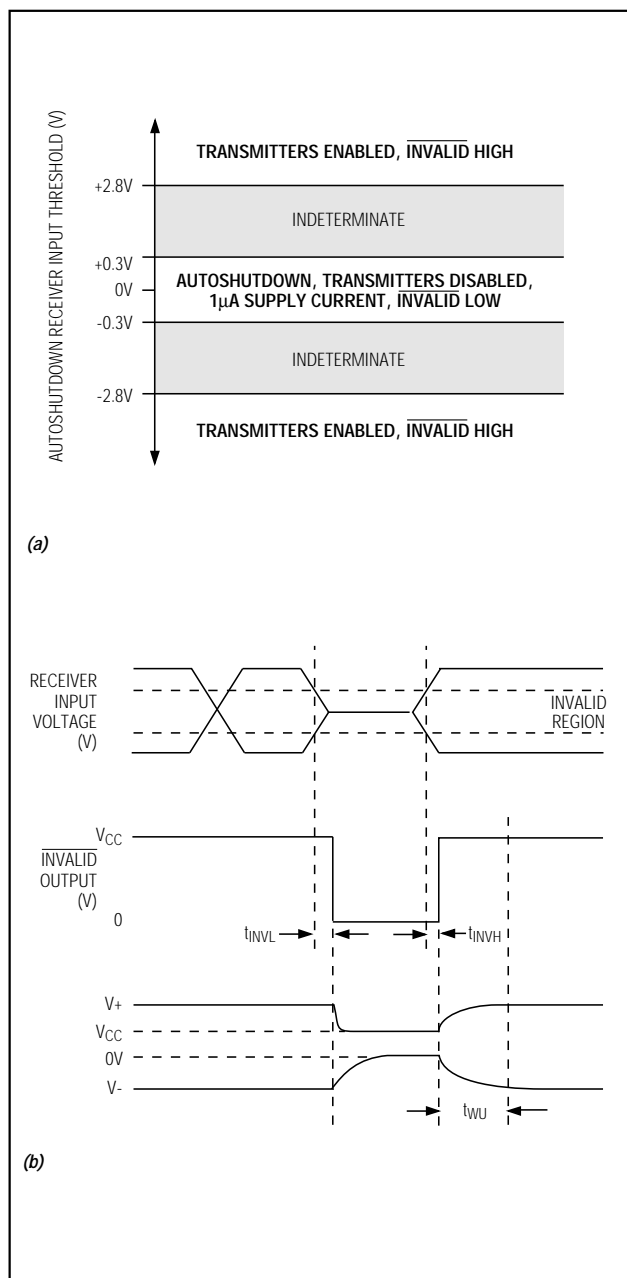 AUTOSHUTDOWN RECEIVER INPUT THRESHOLD (V)
TRANSMITTERS ENABLED, INVALID HIGH
+2.8V
INDETERMINATE
+0.3V
AUTOSHUTDOWN, TRANSMITTERS DISABLED,
0V
1µA SUPPLY CURRENT, INVALID LOW
-0.3V
INDETERMINATE
-2.8V
TRANSMITTERS ENABLED, INVALID HIGH
(a)
RECEIVER
INPUT
VOLTAGE
(V)
INVALID
REGION
VCC
INVALID
OUTPUT
(V)
0
tINVL
tINVH
V+
VCC
0V
V-
tWU
(b)